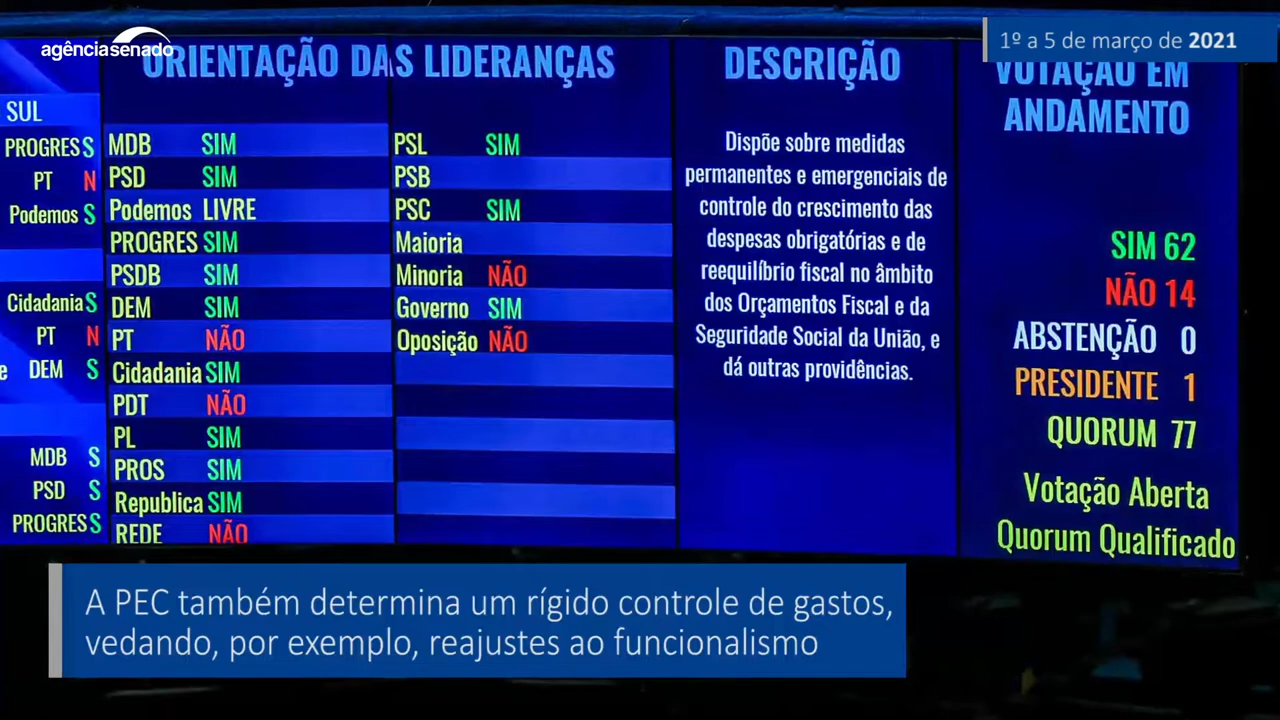 agênciasenado
1º a 5 de março de 2021
SUL
PROGRES S
PT N
Podemos S
Cidadania S
PT N
e DEM S
MDB S
PSD S
PROGRES S
ORIENTAÇÃO DAS LIDERANÇAS
MDB SIM
PSD SIM
Podemos LIVRE
PROGRES SIM
PSDB SIM
DEM SIM
PT NÃO
Cidadania SIM
PDT NÃO
PL SIM
PROS SIM
Republica SIM
REDE NÃO
PSL SIM
PSB
PSC SIM
Maioria
Minoria NÃO
Governo SIM
Oposição NÃO
DESCRIÇÃO
Dispõe sobre medidas
permanentes e emergenciais de
controle do crescimento das
despesas obrigatórias e de
reequilíbrio fiscal no âmbito
dos Orçamentos Fiscal e da
Seguridade Social da União, e
dá outras providências.
VOTAÇÃO EM
ANDAMENTO
SIM 62
NÃO 14
ABSTENÇÃO 0
PRESIDENTE 1
QUORUM 77
Votação Aberta
Quorum Qualificado
A PEC também determina um rígido controle de gastos,
vedando, por exemplo, reajustes ao funcionalismo